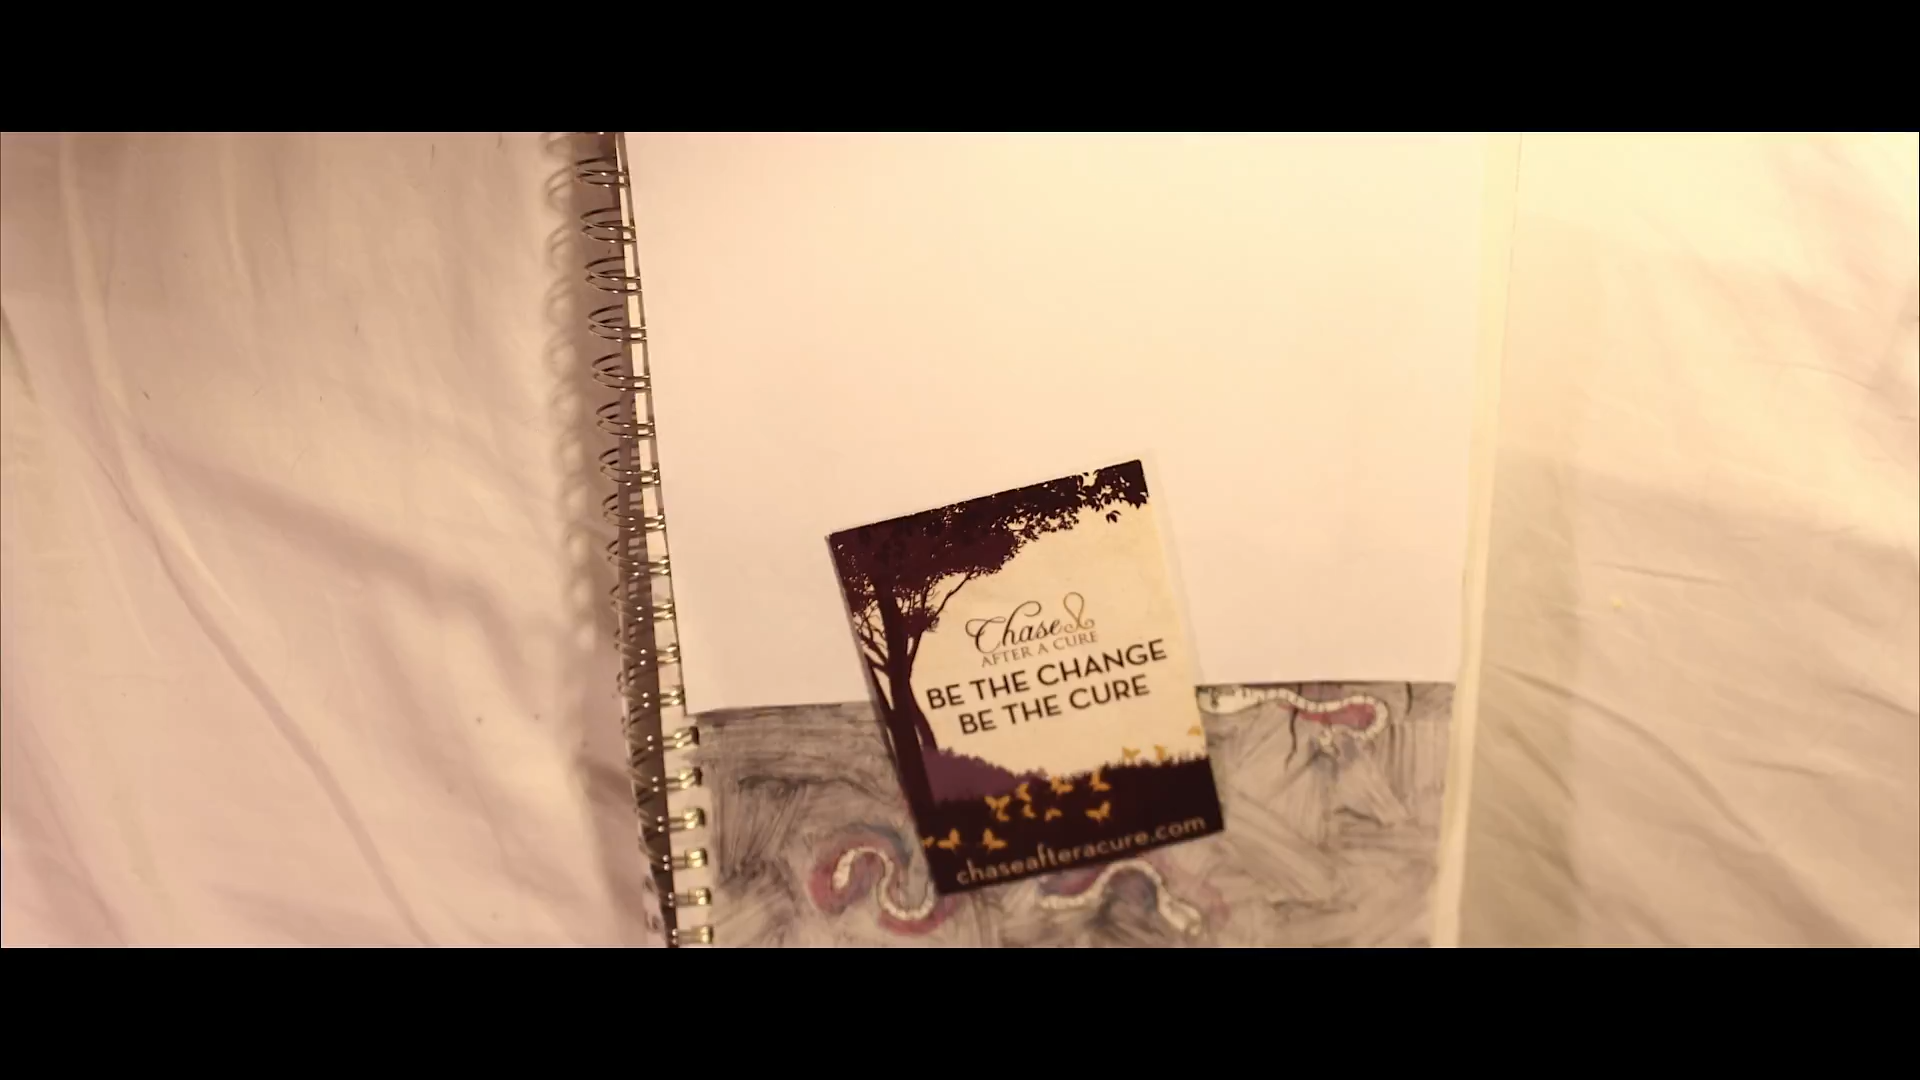 Chase
AFTER A CURE
BE THE CHANGE
BE THE CURE
chaseafteracure.com